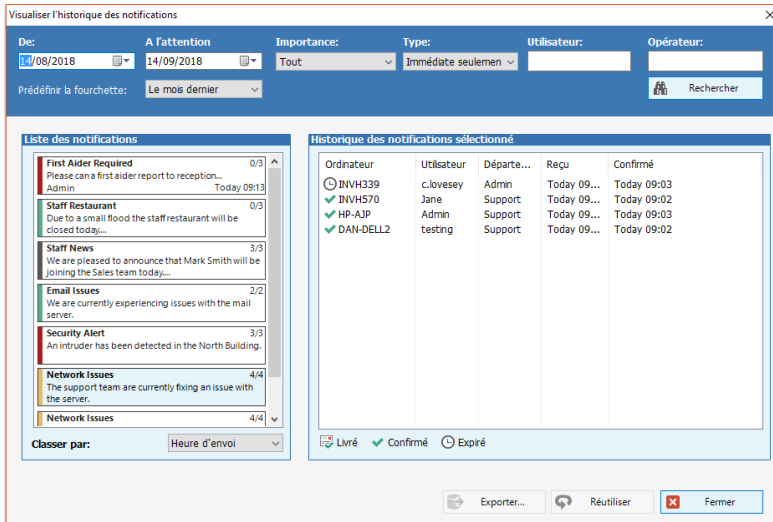 Visualiser l'historique des notifications
De: A l'attention Importance: Type: Utilisateur: Opérateur:
14/08/2018 14/09/2018 Tout Immédiate seulemen
Prédéfinir la fourchette: Le mois dernier Rechercher
Liste des notifications
First Aider Required 0/3
Please can a first aider report to reception...
Admin Today 09:13
Staff Restaurant 0/3
Due to a small flood the staff restaurant will be
closed today....
Staff News 3/3
We are pleased to announce that Mark Smith will be
joining the Sales team today....
Email Issues 2/2
We are currently experiencing issues with the mail
server.
Security Alert 3/3
An intruder has been detected in the North Building.
Network Issues 4/4
The support team are currently fixing an issue with
the server.
Network Issues 4/4
Classer par: Heure d'envoi
Historique des notifications sélectionné
Ordinateur Utilisateur Départe... Reçu Confirmé
INVH339 c.lovesey Admin Today 09... Today 09:03
INVH570 Jane Support Today 09... Today 09:02
HP-AJP Admin Support Today 09... Today 09:03
DAN-DELL2 testing Support Today 09... Today 09:02
Livré Confirmé Expiré
Exporter... Réutiliser Fermer